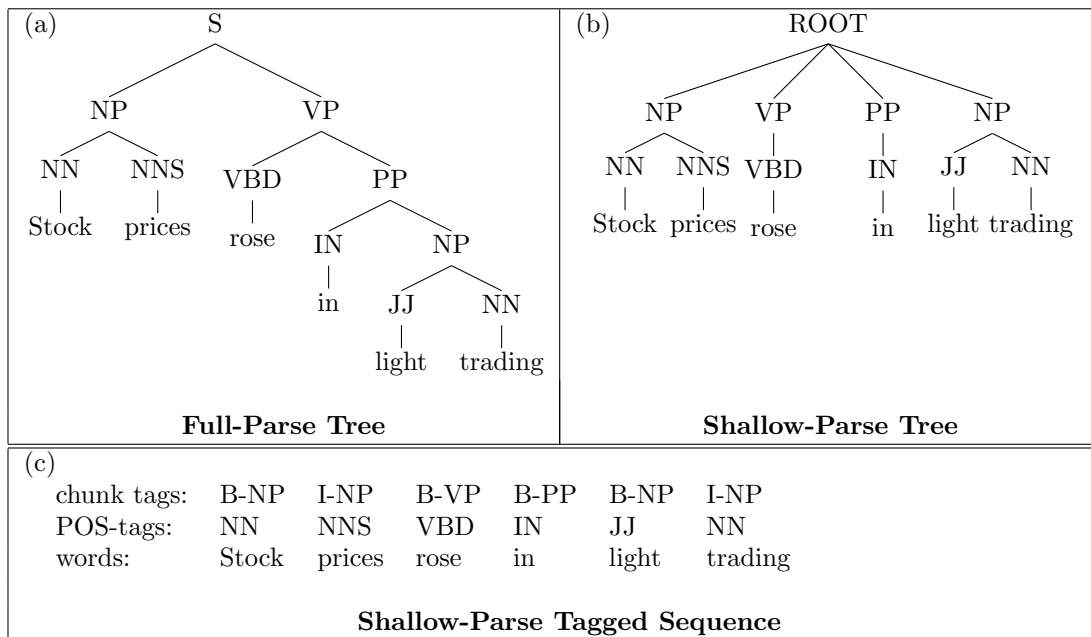 (a) S
NP VP
NN NNS VBD PP
Stock prices rose IN NP
in JJ NN
light trading
Full-Parse Tree
(b) ROOT
NP VP PP NP
NN NNS VBD IN JJ NN
Stock prices rose in light trading
Shallow-Parse Tree
(c)
chunk tags: B-NP I-NP B-VP B-PP B-NP I-NP
POS-tags: NN NNS VBD IN JJ NN
words: Stock prices rose in light trading
Shallow-Parse Tagged Sequence